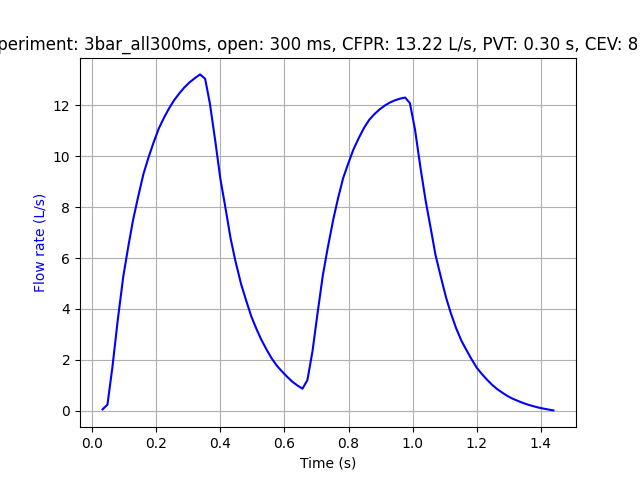 periment: 3bar_all300ms, open: 300 ms, CFPR: 13.22 L/s, PVT: 0.30 s, CEV: 8
12
10
8
6
4
2
0
Flow rate (L/s)
0.0 0.2 0.4 0.6 0.8 1.0 1.2 1.4
Time (s)